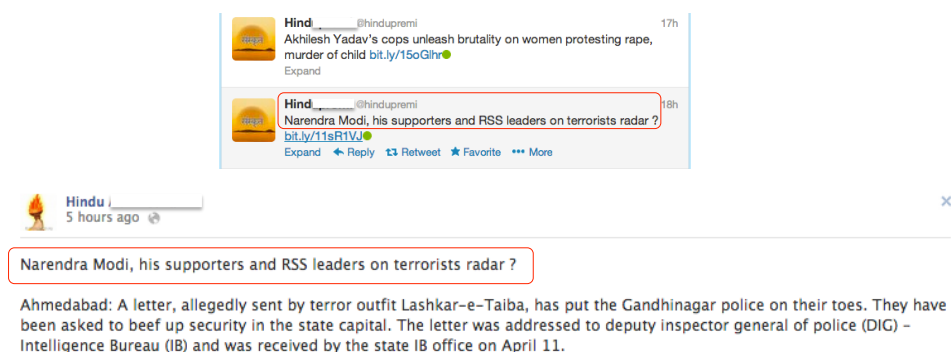 Hind @hindupremi 17h
Akhilesh Yadav's cops unleash brutality on women protesting rape,
murder of child bit.ly/15oGlhr
Expand
Hind @hindupremi 18h
Narendra Modi, his supporters and RSS leaders on terrorists radar ?
bit.ly/11sR1VJ
Expand Reply Retweet Favorite ••• More
Hindu
5 hours ago
Narendra Modi, his supporters and RSS leaders on terrorists radar ?
Ahmedabad: A letter, allegedly sent by terror outfit Lashkar-e-Taiba, has put the Gandhinagar police on their toes. They have
been asked to beef up security in the state capital. The letter was addressed to deputy inspector general of police (DIG) -
Intelligence Bureau (IB) and was received by the state IB office on April 11.